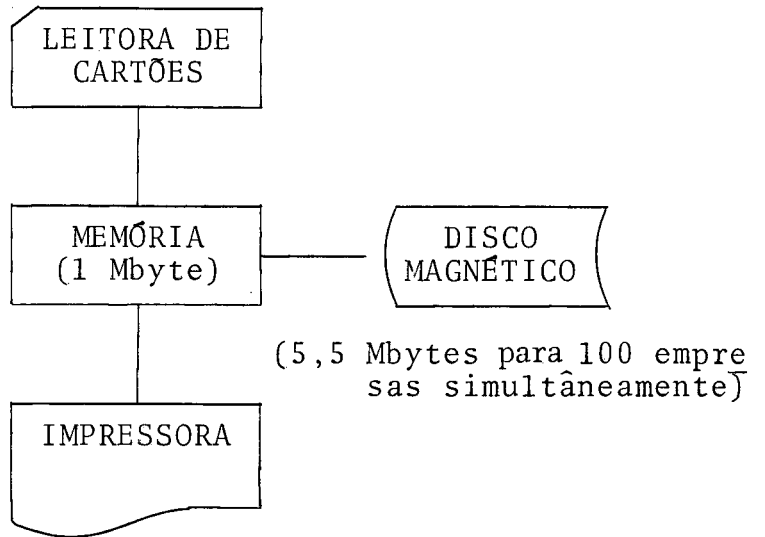 LEITORA DE
CARTÕES
MEMÓRIA
(1 Mbyte)
DISCO
MAGNÉTICO
(5,5 Mbytes para 100 empre
sas simultâneamente)
IMPRESSORA